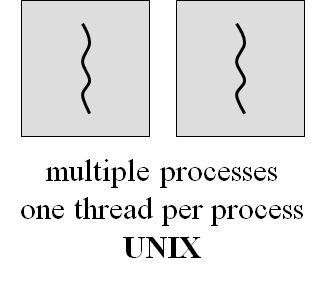 multiple processes
one thread per process
UNIX